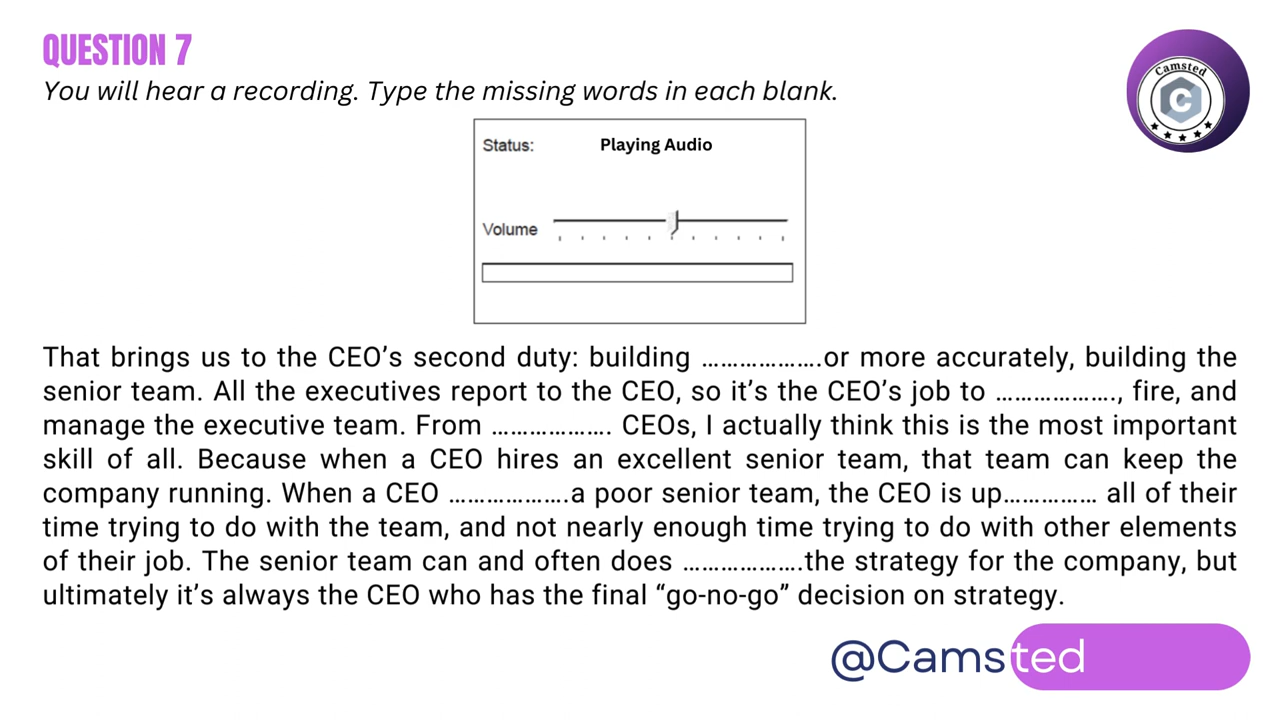 QUESTION 7
You will hear a recording. Type the missing words in each blank.
Camsted
C
Status: Playing Audio
Volume
That brings us to the CEO’s second duty: building ……………….or more accurately, building the
senior team. All the executives report to the CEO, so it’s the CEO’s job to ………………., fire, and
manage the executive team. From ………………. CEOs, I actually think this is the most important
skill of all. Because when a CEO hires an excellent senior team, that team can keep the
company running. When a CEO ……………….a poor senior team, the CEO is up…………… all of their
time trying to do with the team, and not nearly enough time trying to do with other elements
of their job. The senior team can and often does ……………….the strategy for the company, but
ultimately it’s always the CEO who has the final “go-no-go” decision on strategy.
@Camsted